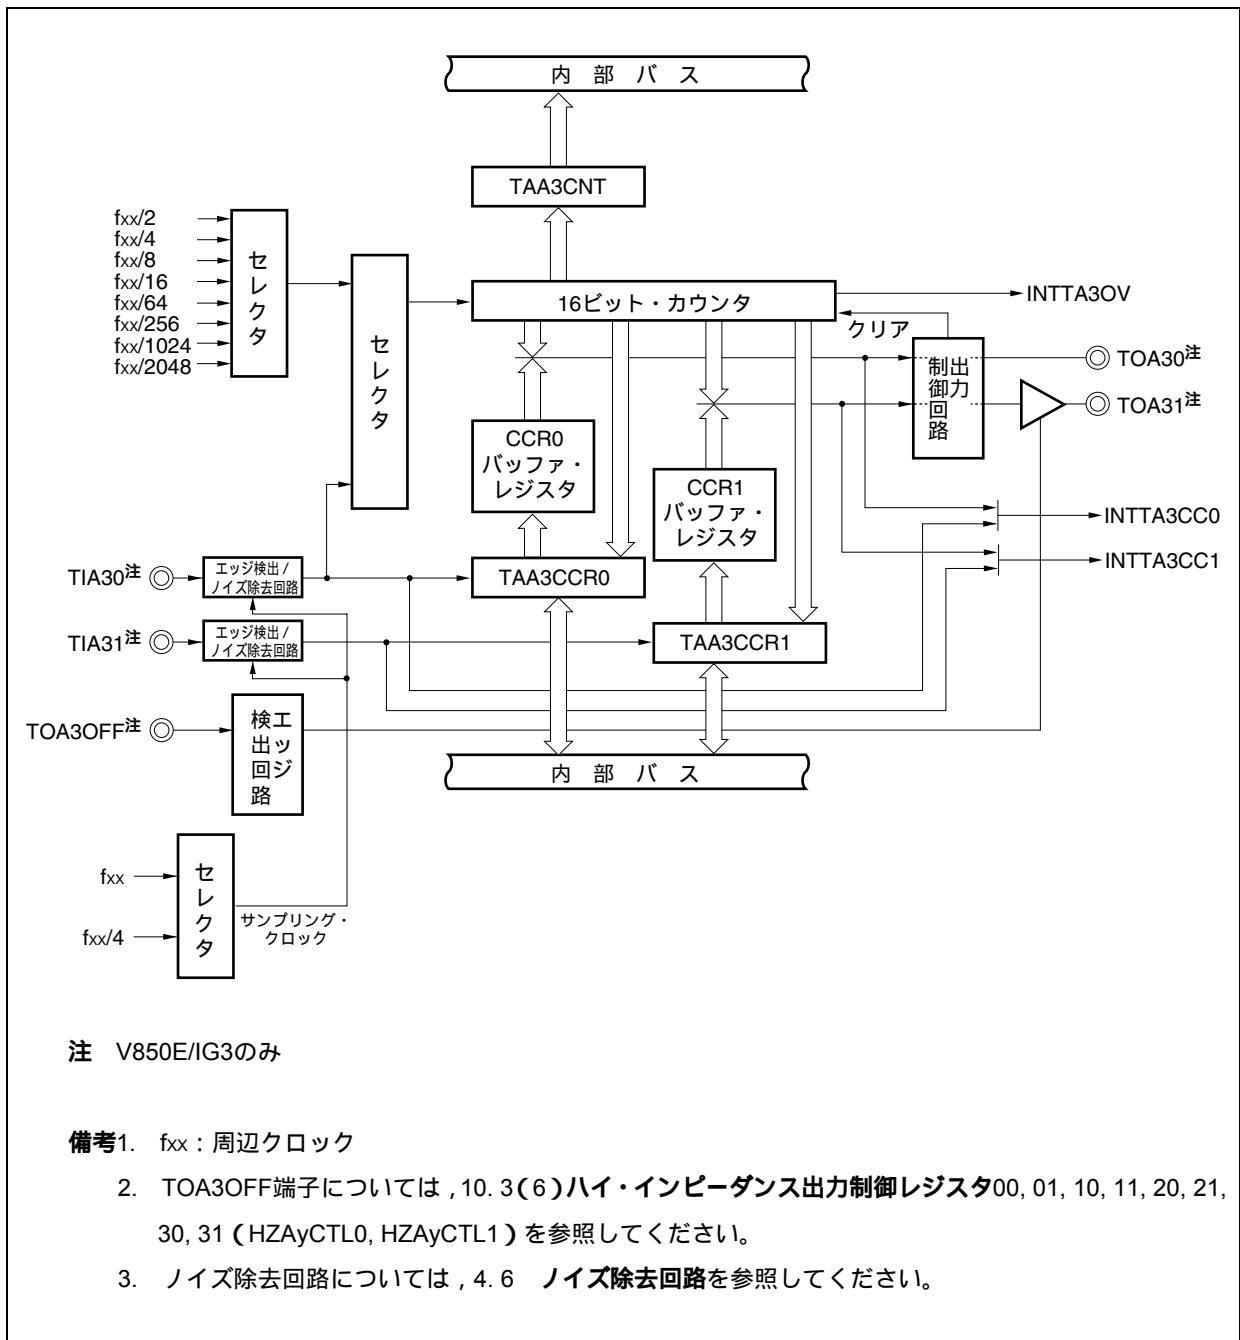 内 部 バ ス
TAA3CNT
fxx/2
fxx/4
fxx/8
fxx/16
fxx/64
fxx/256
fxx/1024
fxx/2048
セレクタ
セレクタ
16ビット・カウンタ
INTTA3OV
クリア
出力制御回路
TOA30注
TOA31注
CCR0
バッファ・
レジスタ
CCR1
バッファ・
レジスタ
INTTA3CC0
INTTA3CC1
TIA30注
エッジ検出/
ノイズ除去回路
TAA3CCR0
TIA31注
エッジ検出/
ノイズ除去回路
TAA3CCR1
TOA3OFF注
エッジ検出回路
内 部 バ ス
fxx
fxx/4
セレクタ
サンプリング・
クロック
注 V850E/IG3のみ
備考1. fxx：周辺クロック
2. TOA3OFF端子については，10. 3（6）ハイ・インピーダンス出力制御レジスタ00, 01, 10, 11, 20, 21,
30, 31（HZAyCTL0, HZAyCTL1）を参照してください。
3. ノイズ除去回路については，4. 6 ノイズ除去回路を参照してください。